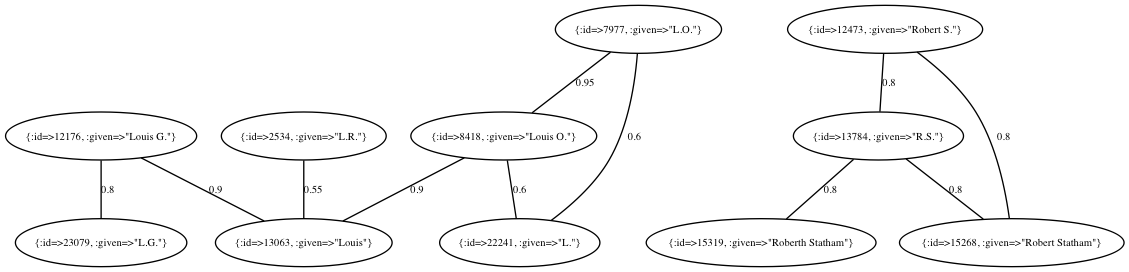 {:id=>7977, :given=>"L.O."}
{:id=>12473, :given=>"Robert S."}
0.95
0.8
{:id=>12176, :given=>"Louis G."}
{:id=>2534, :given=>"L.R."}
{:id=>8418, :given=>"Louis O."}
0.6
{:id=>13784, :given=>"R.S."}
0.8
0.8
0.9
0.55
0.9
0.6
0.8
0.8
{:id=>23079, :given=>"L.G."}
{:id=>13063, :given=>"Louis"}
{:id=>22241, :given=>"L."}
{:id=>15319, :given=>"Roberth Statham"}
{:id=>15268, :given=>"Robert Statham"}